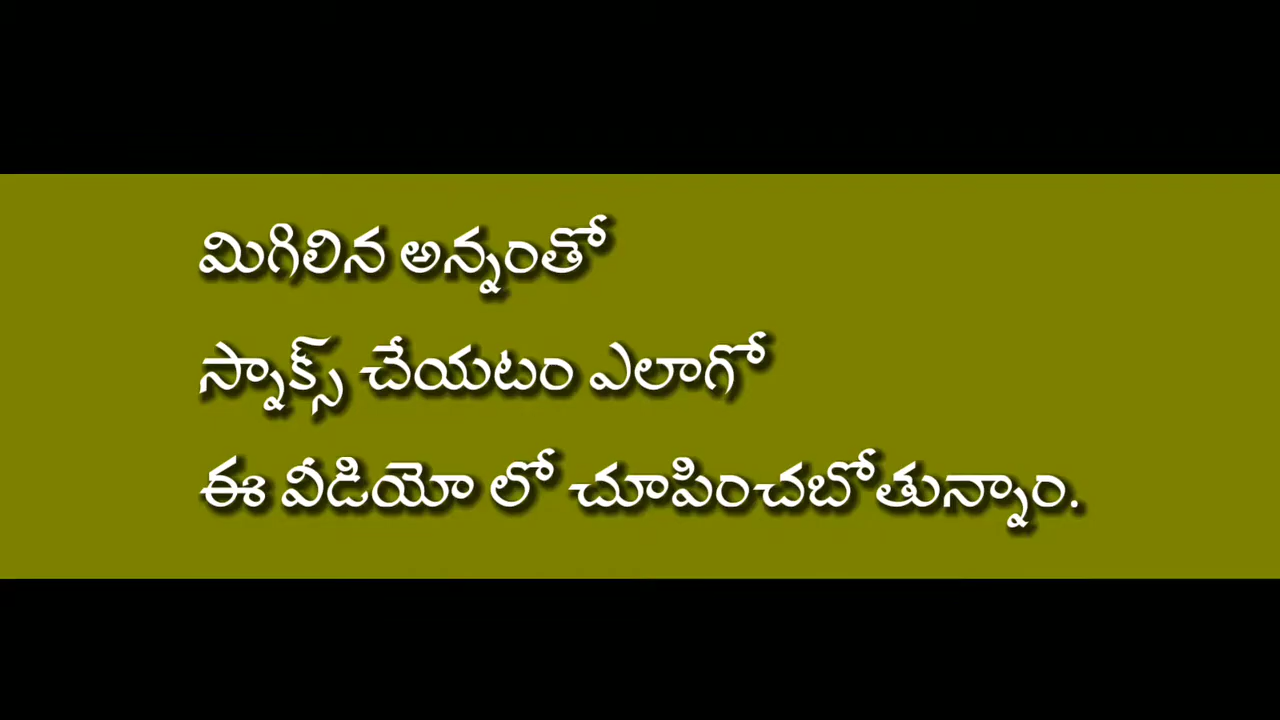 మిగిలిన అన్నంతో
స్నాక్స్ చేయటం ఎలాగో
ఈ వీడియో లో చూపించబోతున్నాం.